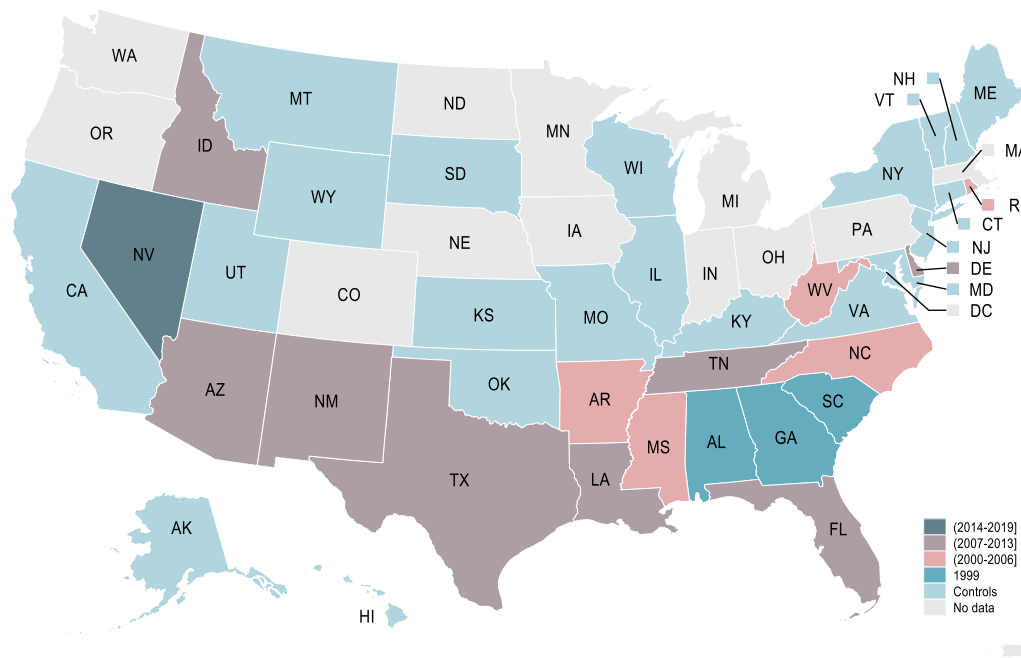 WA
MT
ND
MN
OR
ID
SD
WI
MI
NH
VT
ME
MA
NY
R
CT
WY
NE
IA
PA
NJ
NV
UT
CO
IL
IN
OH
DE
MD
DC
CA
KS
MO
KY
WV
VA
AZ
NM
OK
AR
TN
NC
SC
MS
AL
GA
TX
LA
FL
AK
HI
(2014-2019]
(2007-2013]
(2000-2006]
1999
Controls
No data